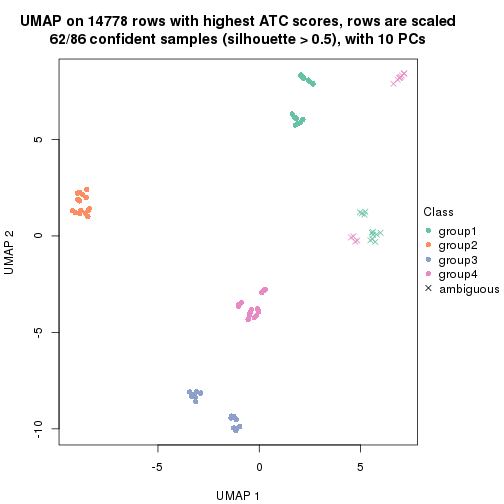 UMAP on 14778 rows with highest ATC scores, rows are scaled
62/86 confident samples (silhouette > 0.5), with 10 PCs
UMAP 2
5
0
-5
-10
-5
0
5
UMAP 1
Class
group1
group2
group3
group4
ambiguous